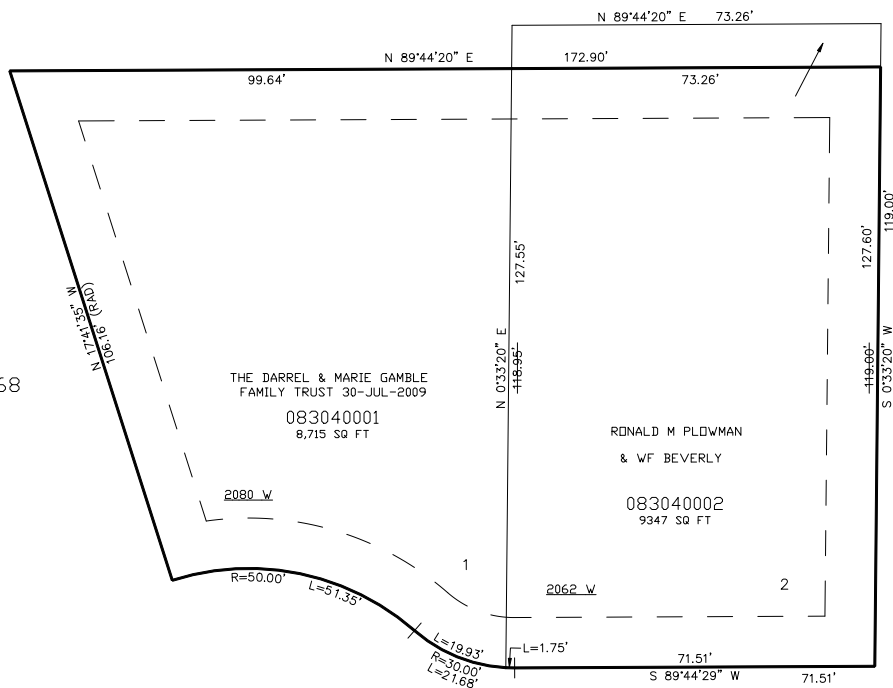 N 89°44'20" E 73.26'
N 89°44'20" E 172.90'
99.64' 73.26'
119.00'
127.55'
127.60'
N 17°41'35" W
106.16' (RAD)
N 0°33'20" E
118.95'
119.00'
S 0°33'20" W
68
THE DARREL & MARIE GAMBLE
FAMILY TRUST 30-JUL-2009
083040001
8,715 SQ FT
RONALD M PLOWMAN
& WF BEVERLY
083040002
9347 SQ FT
2080 W
1
2062 W
2
R=50.00'
L=51.35'
L=19.93'
R=30.00'
L=21.68'
L=1.75'
71.51'
S 89°44'29" W
71.51'